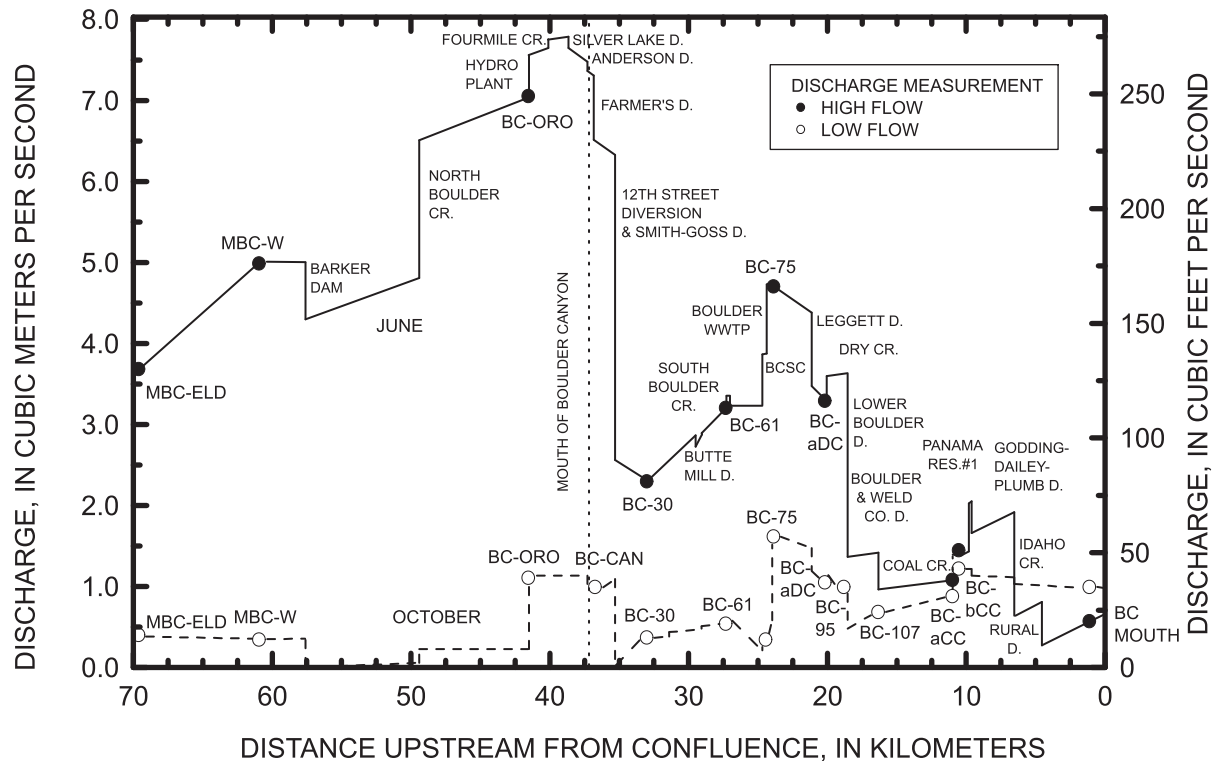 8.0
7.0
6.0
5.0
4.0
3.0
2.0
1.0
0.0
DISCHARGE, IN CUBIC METERS PER SECOND
250
200
150
100
50
0
DISCHARGE, IN CUBIC FEET PER SECOND
70
60
50
40
30
20
10
0
DISTANCE UPSTREAM FROM CONFLUENCE, IN KILOMETERS
DISCHARGE MEASUREMENT
HIGH FLOW
LOW FLOW
MBC-ELD
MBC-W
BARKER
DAM
JUNE
NORTH
BOULDER
CR.
BC-ORO
HYDRO
PLANT
FOURMILE CR.
SILVER LAKE D.
ANDERSON D.
FARMER'S D.
12TH STREET
DIVERSION
& SMITH-GOSS D.
MOUTH OF BOULDER CANYON
BC-30
BUTTE
MILL D.
SOUTH
BOULDER
CR.
BC-61
BOULDER
WWTP
BCSC
BC-75
LEGGETT D.
DRY CR.
BC-
aDC
LOWER
BOULDER
D.
BOULDER
& WELD
CO. D.
COAL CR.
PANAMA
RES.#1
GODDING-
DAILEY-
PLUMB D.
IDAHO
CR.
RURAL
D.
BC
MOUTH
MBC-ELD
MBC-W
OCTOBER
BC-ORO
BC-CAN
BC-30
BC-61
BC-75
BC-
aDC
BC-
95
BC-107
BC-
aCC
BC-
bCC